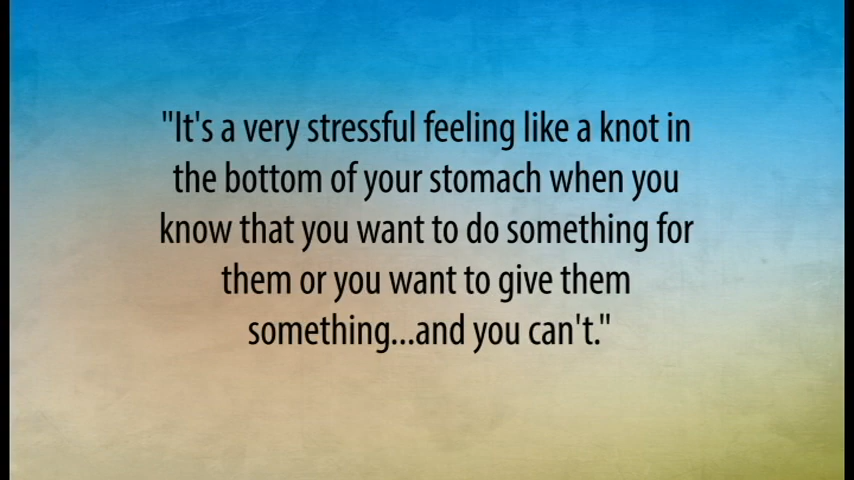 "It's a very stressful feeling like a knot in
the bottom of your stomach when you
know that you want to do something for
them or you want to give them
something...and you can't."